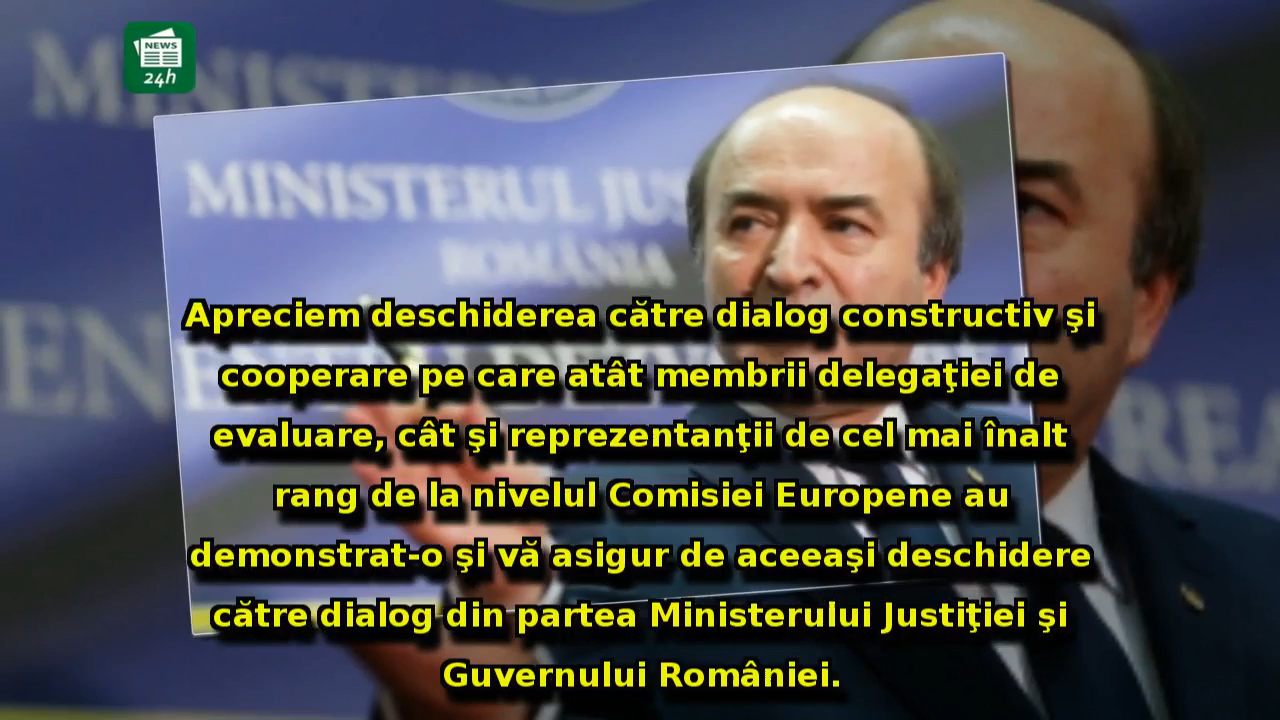 NEWS
24h
MINISTERUL JUS
ROMÂNIA
Apreciem deschiderea către dialog constructiv şi
cooperare pe care atât membrii delegaţiei de
evaluare, cât şi reprezentanţii de cel mai înalt
rang de la nivelul Comisiei Europene au
demonstrat-o şi vă asigur de aceeaşi deschidere
către dialog din partea Ministerului Justiţiei şi
Guvernului României.